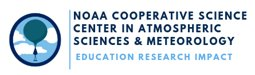 NOAA COOPERATIVE SCIENCE
CENTER IN ATMOSPHERIC
SCIENCES & METEOROLOGY
EDUCATION RESEARCH IMPACT